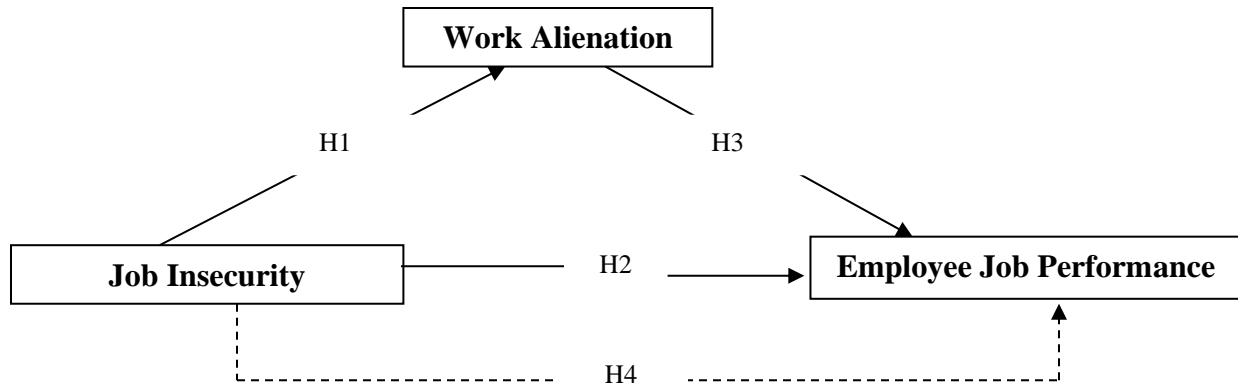 Work Alienation
H1
H3
Job Insecurity
H2
Employee Job Performance
H4